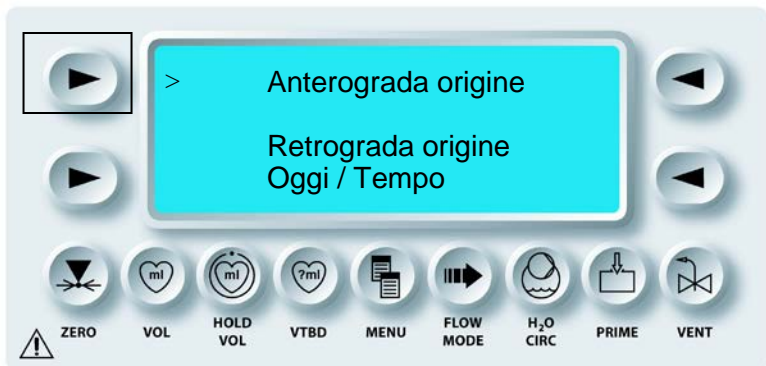 > Anterograda origine
Retrograda origine
Oggi / Tempo
ml
ml
?ml
ZERO
VOL
HOLD
VOL
VTBD
MENU
FLOW
MODE
H₂O
CIRC
PRIME
VENT